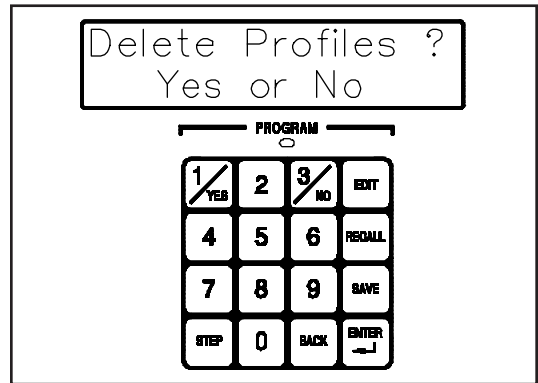 Delete Profiles ?
Yes or No
PROGRAM
1/YES 2 3/NO EDIT
4 5 6 RECALL
7 8 9 SAVE
STEP 0 BACK ENTER